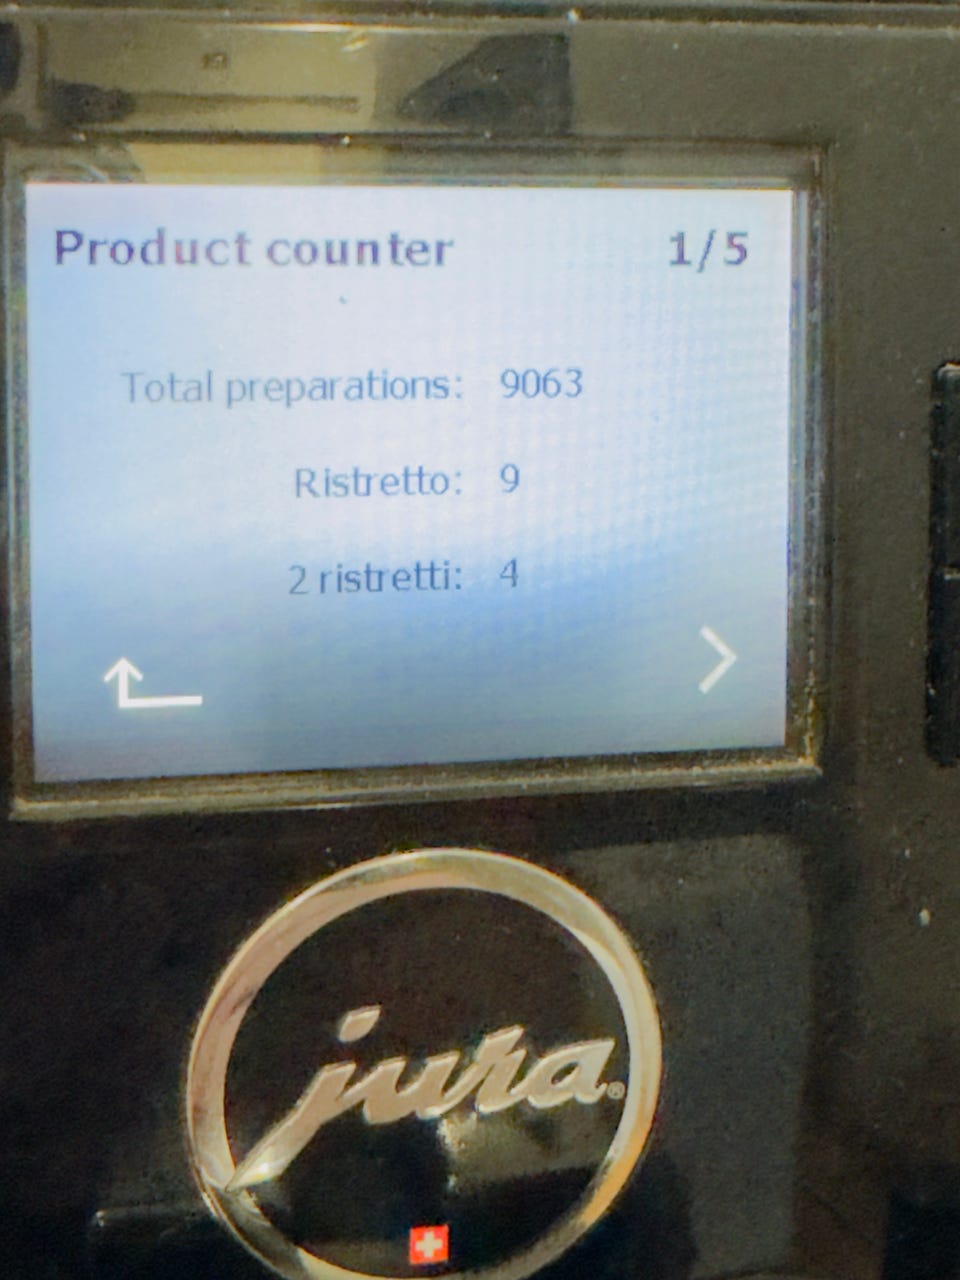 Product counter 1/5
Total preparations: 9063
Ristretto: 9
2 ristretti: 4
jura®